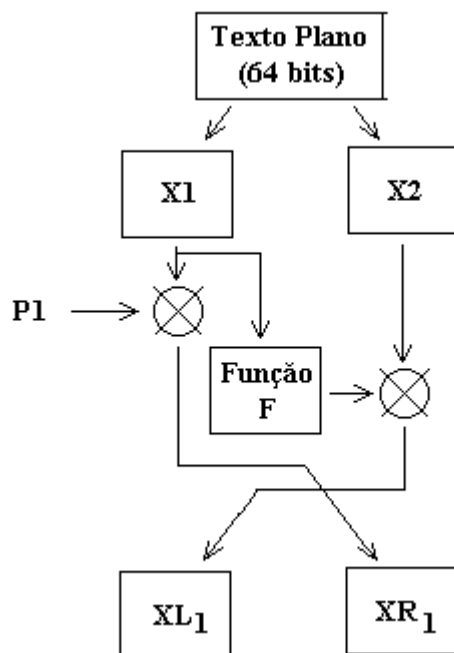 Texto Plano
(64 bits)
X1
X2
P1
Função
F
XL1
XR1